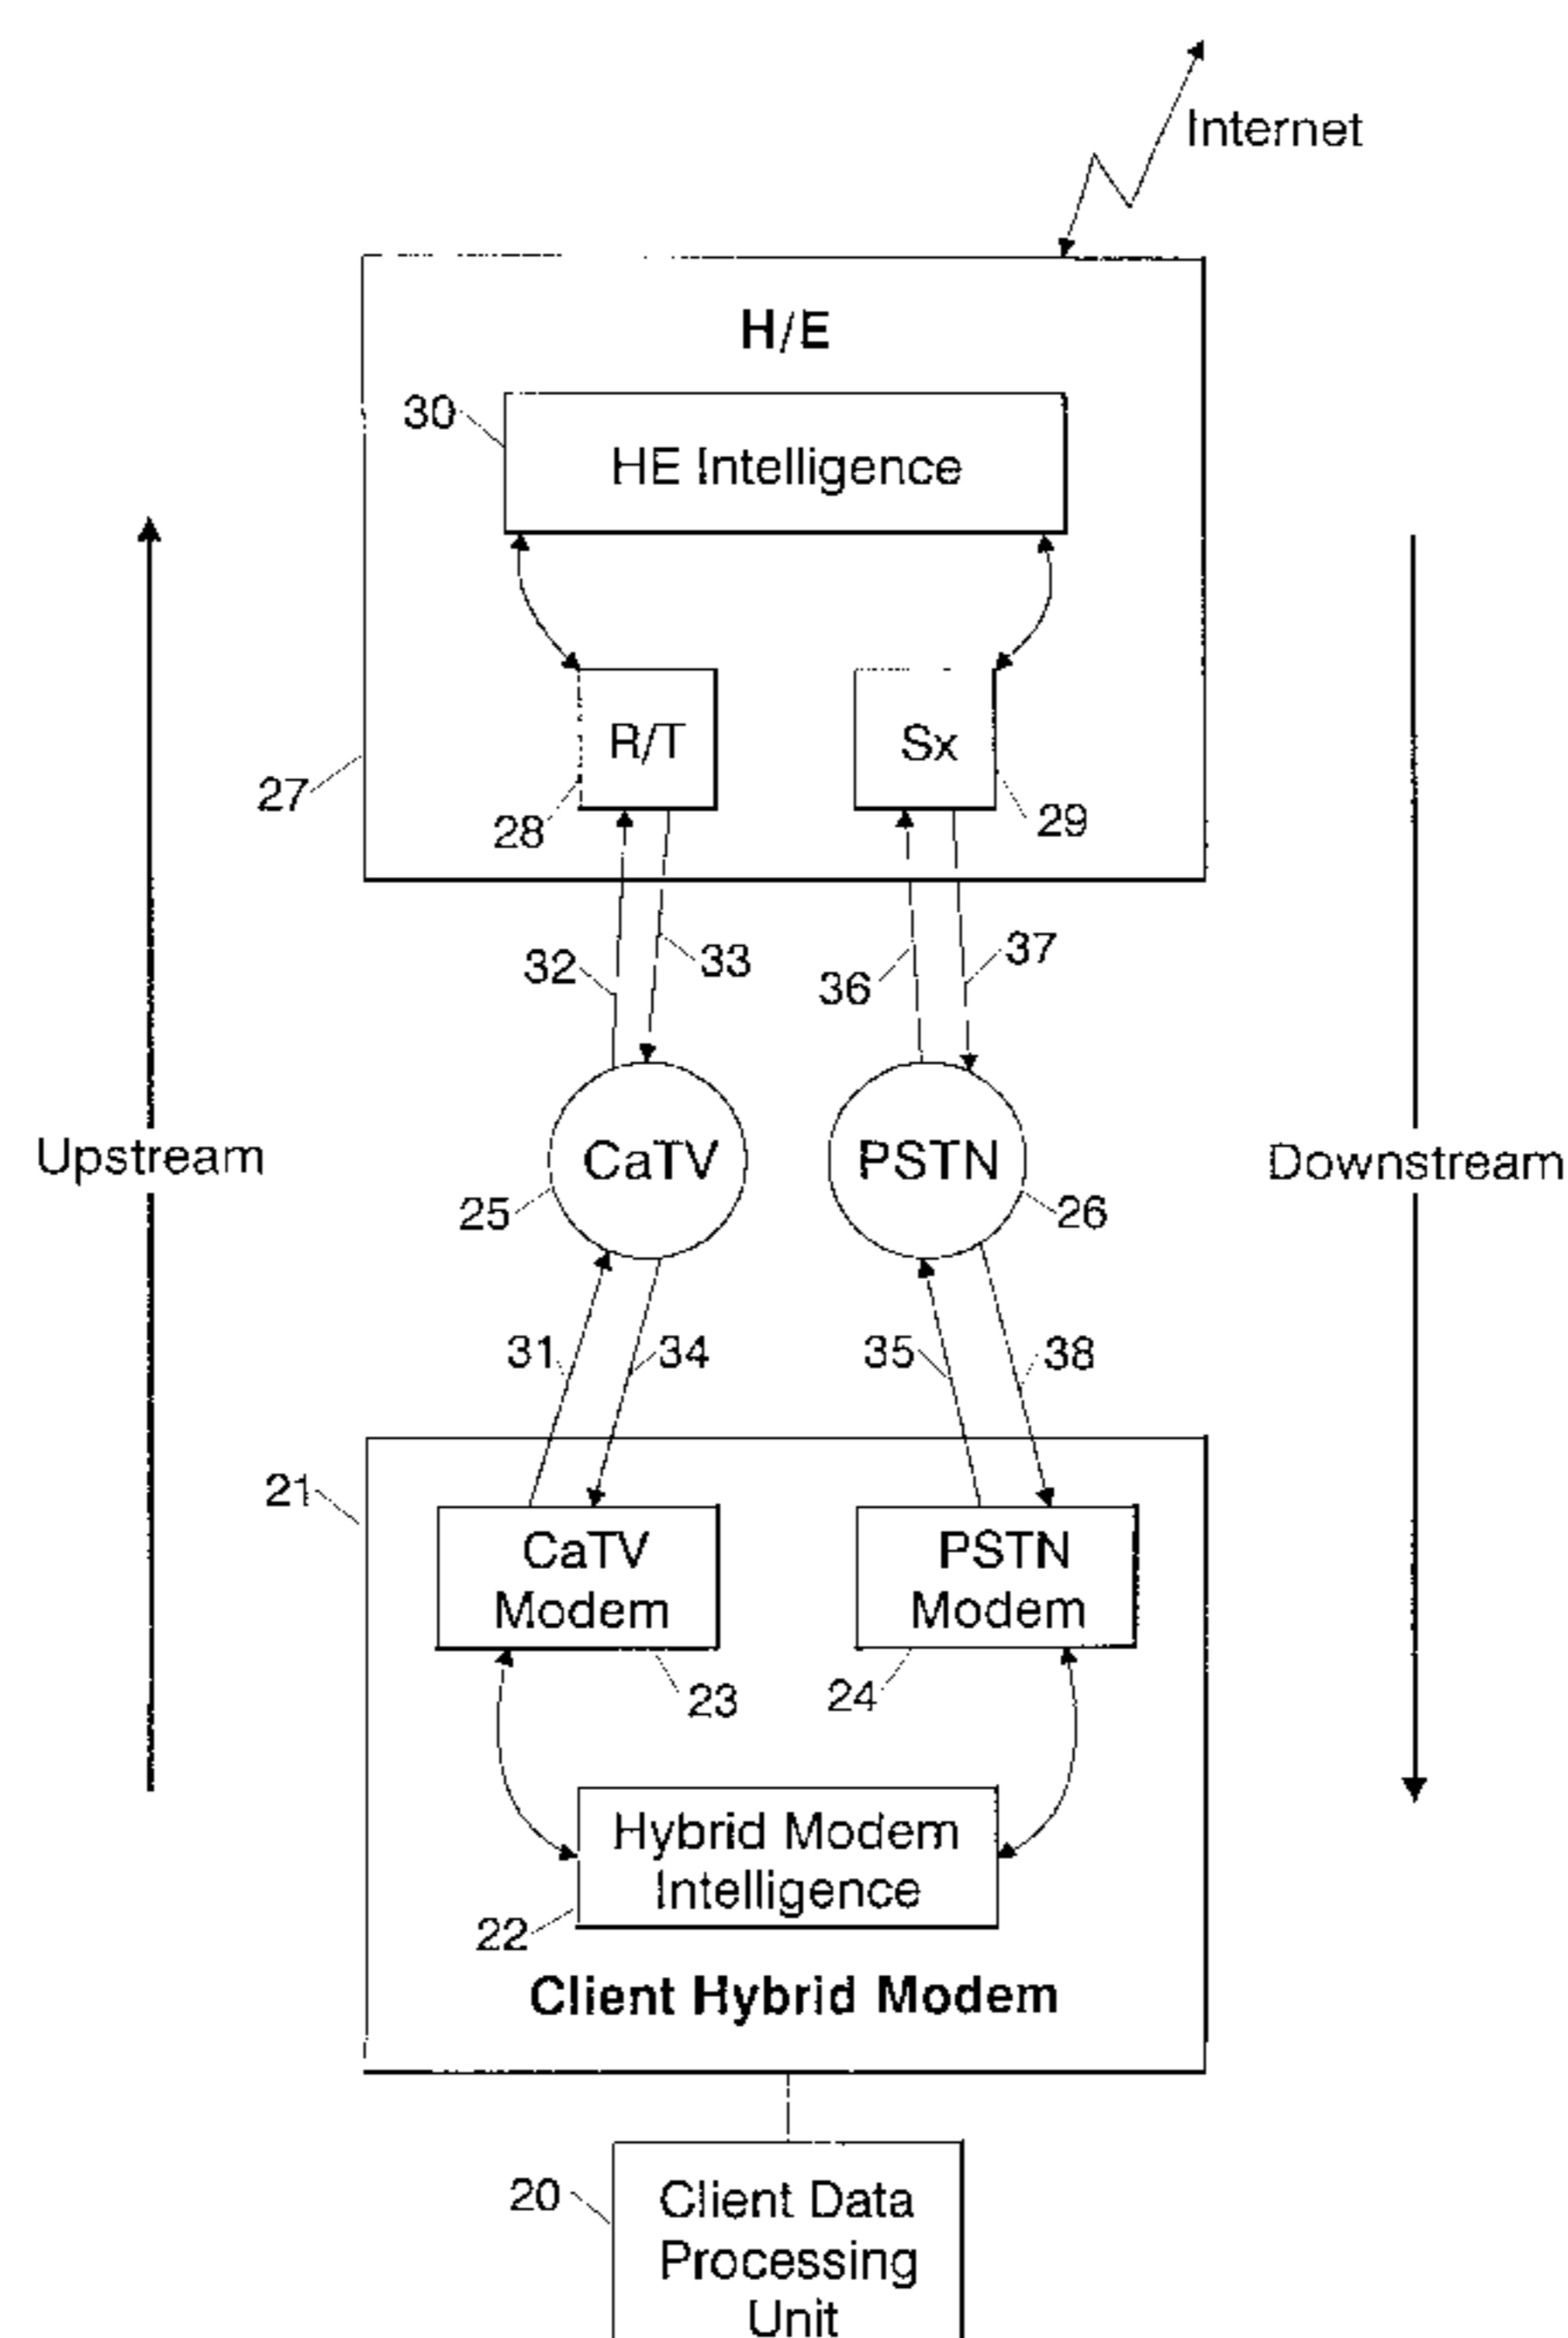 Internet
H/E
30
HE Intelligence
R/T
Sx
27
28
29
32
33
36
37
Upstream
CaTV
PSTN
Downstream
25
26
31
34
35
38
21
CaTV
Modem
PSTN
Modem
23
24
Hybrid Modem
Intelligence
22
Client Hybrid Modem
20
Client Data
Processing
Unit